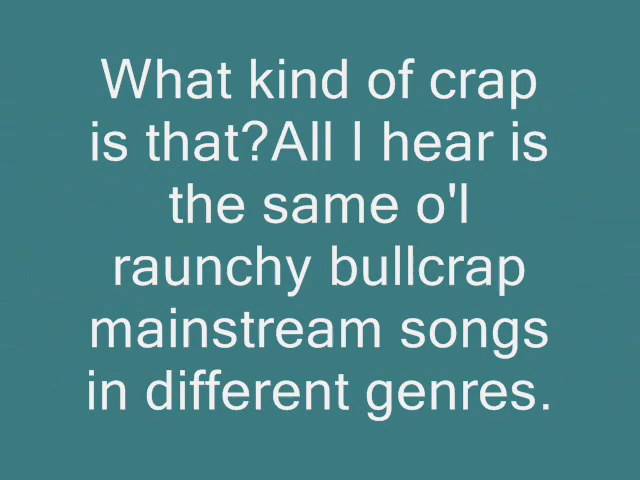 What kind of crap
is that?All I hear is
the same o'l
raunchy bullcrap
mainstream songs
in different genres.